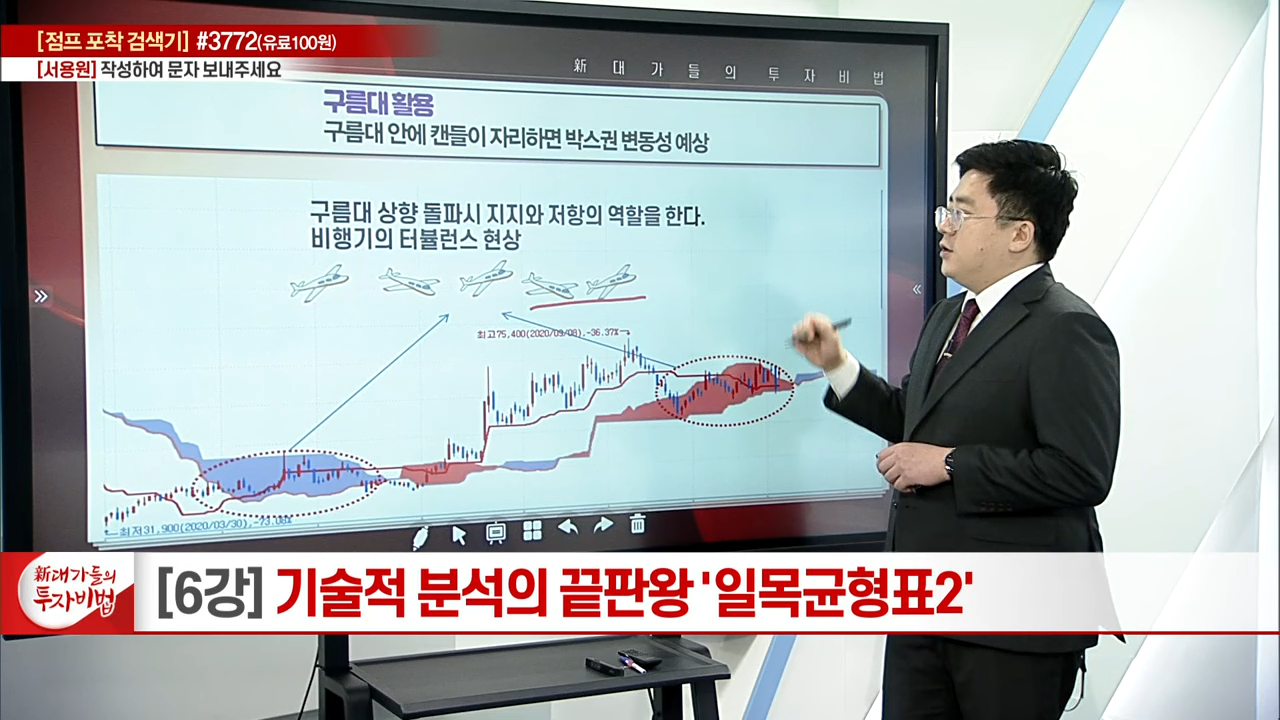 [점프 포착 검색기] #3772(유료100원)
[서용원] 작성하여 문자 보내주세요
新 대 가 들 의 투 자 비 법
구름대 활용
구름대 안에 캔들이 자리하면 박스권 변동성 예상
구름대 상향 돌파시 지지와 저항의 역할을 한다.
비행기의 터뷸런스 현상
최고75,400(2020/09/08),-36.37%
최저31,900(2020/03/30),-73.08%
新대가들의
투자비법
[6강] 기술적 분석의 끝판왕 '일목균형표2'